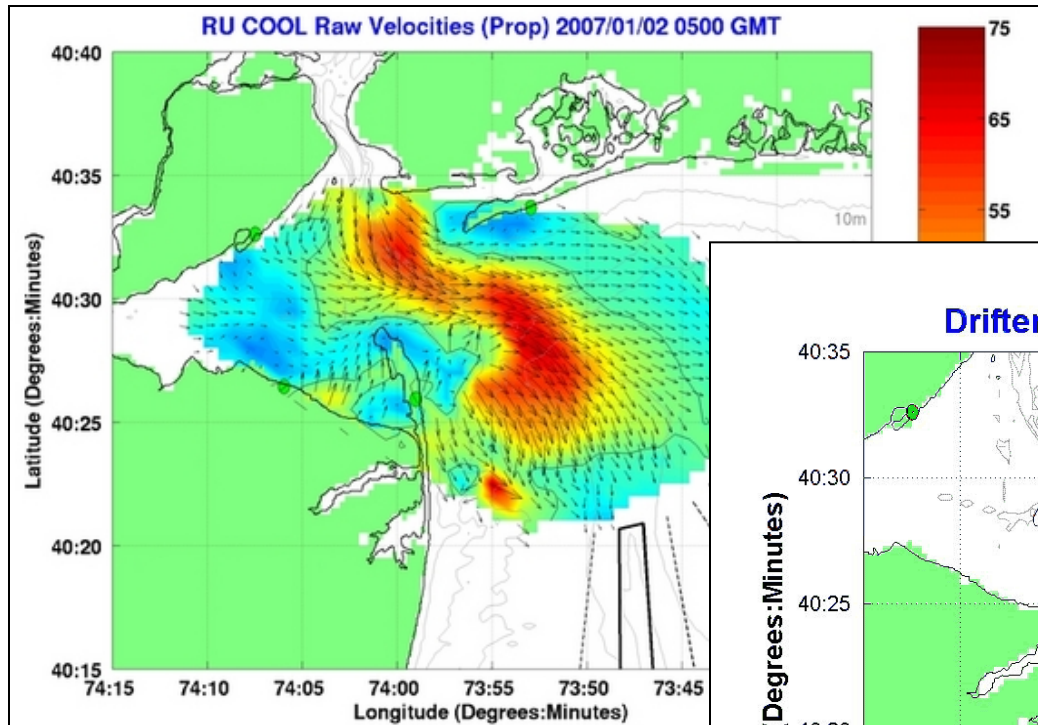 RU COOL Raw Velocities (Prop) 2007/01/02 0500 GMT
75
65
55
40:40
40:35
40:30
40:25
40:20
40:15
Latitude (Degrees:Minutes)
10m
74:15 74:10 74:05 74:00 73:55 73:50 73:45
Longitude (Degrees:Minutes)
Drifter
40:35
40:30
40:25
(Degrees:Minutes)